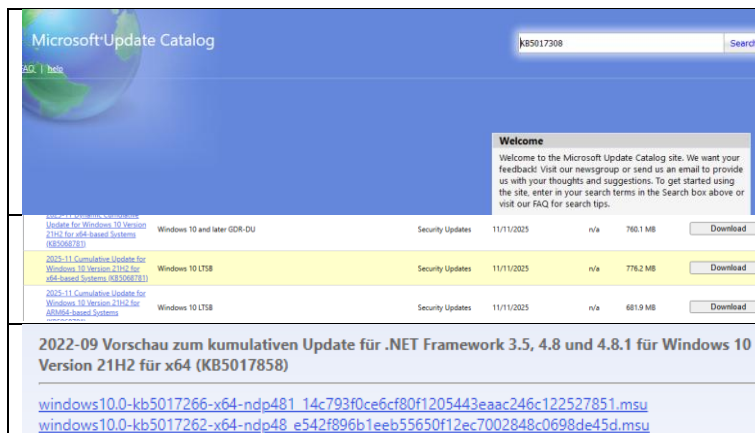 Microsoft Update Catalog
KB5017308
Search
FAQ | help
Welcome
Welcome to the Microsoft Update Catalog site. We want your
feedback! Visit our newsgroup or send us an email to provide
us with your thoughts and suggestions. To get started using
the site, enter in your search terms in the Search box above or
visit our FAQ for search tips.
2025-11 Dynamic Cumulative
Update for Windows 10 Version
21H2 for x64-based Systems
(KB5068781)
Windows 10 and later GDR-DU
Security Updates
11/11/2025
n/a
760.1 MB
Download
2025-11 Cumulative Update for
Windows 10 Version 21H2 for
x64-based Systems (KB5068781)
Windows 10 LTSB
Security Updates
11/11/2025
n/a
776.2 MB
Download
2025-11 Cumulative Update for
Windows 10 Version 21H2 for
ARM64-based Systems
Windows 10 LTSB
Security Updates
11/11/2025
n/a
681.9 MB
Download
2022-09 Vorschau zum kumulativen Update für .NET Framework 3.5, 4.8 und 4.8.1 für Windows 10
Version 21H2 für x64 (KB5017858)
windows10.0-kb5017266-x64-ndp481_14c793f0ce6cf80f1205443eaac246c122527851.msu
windows10.0-kb5017262-x64-ndp48_e542f896b1eeb55650f12ec7002848c0698de45d.msu